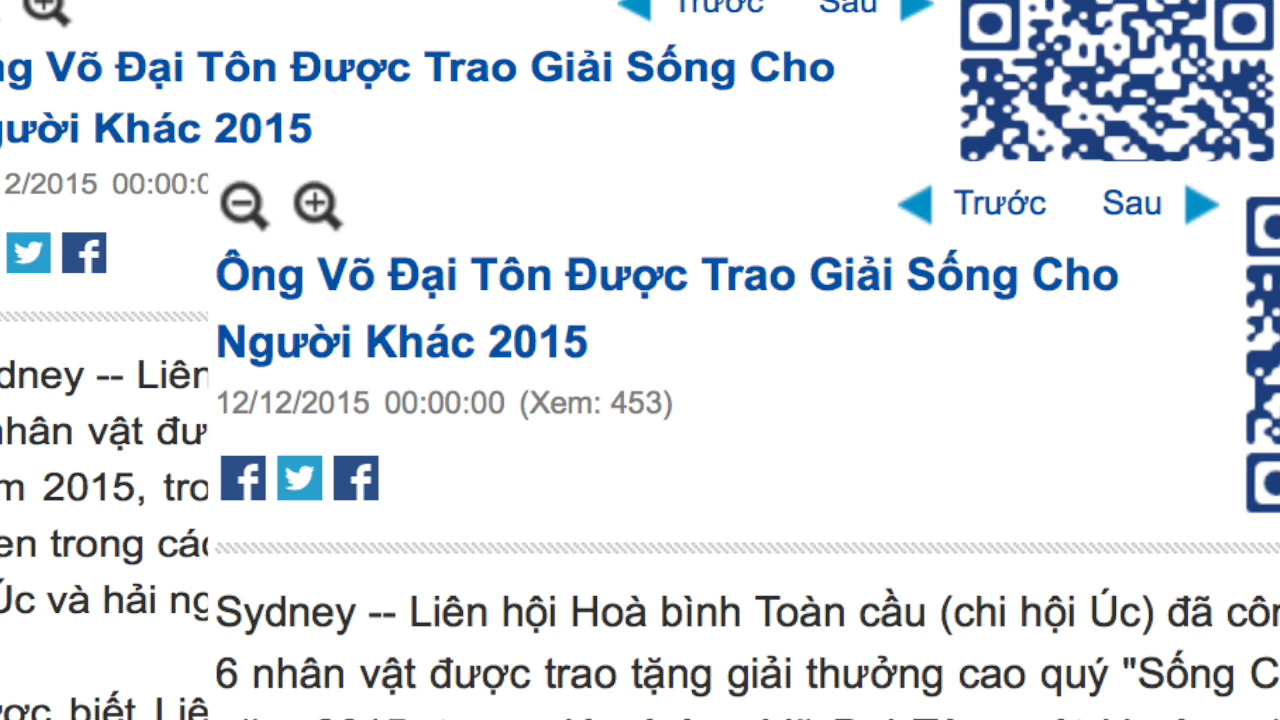 Trước Sau
ng Võ Đại Tôn Được Trao Giải Sống Cho
gười Khác 2015
2/2015 00:00:0
dney -- Liên
nhân vật đư
m 2015, tro
en trong các
Úc và hải ng
ợc biết Liê
Trước Sau
Ông Võ Đại Tôn Được Trao Giải Sống Cho
Người Khác 2015
12/12/2015 00:00:00 (Xem: 453)
Sydney -- Liên hội Hoà bình Toàn cầu (chi hội Úc) đã côn
6 nhân vật được trao tặng giải thưởng cao quý "Sống C